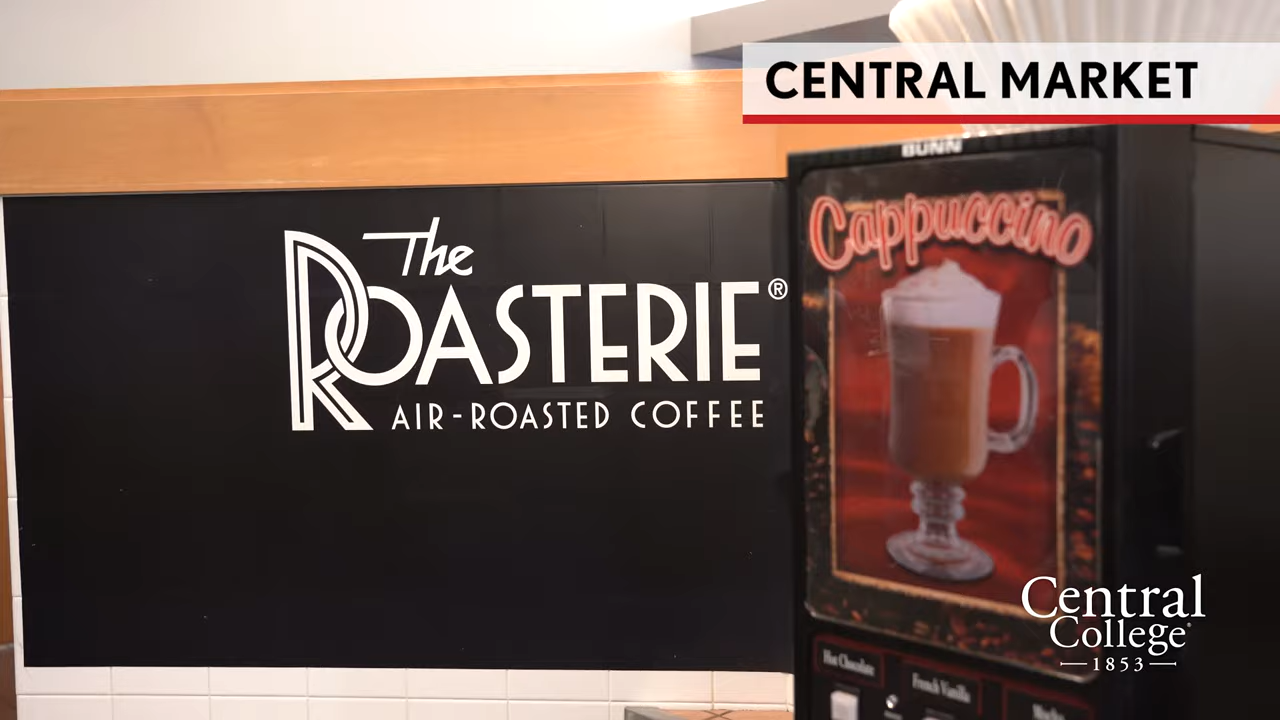 CENTRAL MARKET
BUNN
Cappuccino
The
ROASTERIE®
AIR-ROASTED COFFEE
Central
College
1853
Hot Chocolate
French Vanilla